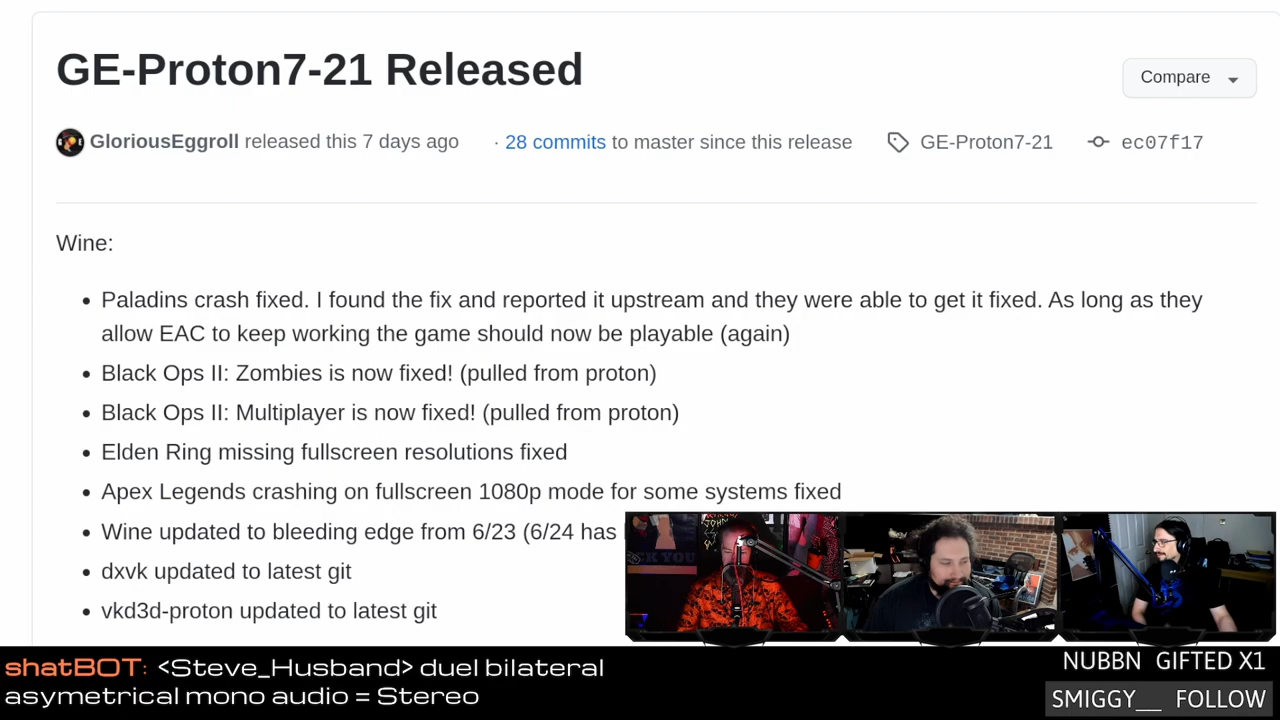 GE-Proton7-21 Released
Compare
GloriousEggroll released this 7 days ago · 28 commits to master since this release GE-Proton7-21 ec07f17
Wine:
• Paladins crash fixed. I found the fix and reported it upstream and they were able to get it fixed. As long as they
allow EAC to keep working the game should now be playable (again)
• Black Ops II: Zombies is now fixed! (pulled from proton)
• Black Ops II: Multiplayer is now fixed! (pulled from proton)
• Elden Ring missing fullscreen resolutions fixed
• Apex Legends crashing on fullscreen 1080p mode for some systems fixed
• Wine updated to bleeding edge from 6/23 (6/24 has
• dxvk updated to latest git
• vkd3d-proton updated to latest git
shatBOT: <Steve_Husband> duel bilateral
asymetrical mono audio = Stereo
NUBBN GIFTED X1
SMIGGY__ FOLLOW